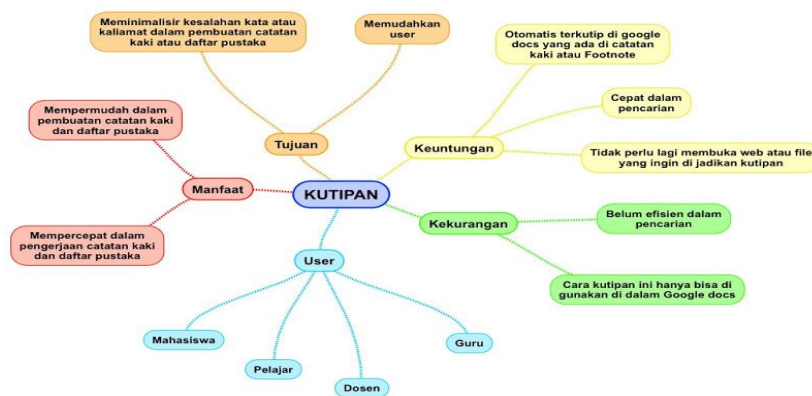 Meminimalisir kesalahan kata atau
kaliamat dalam pembuatan catatan
kaki atau daftar pustaka
Memudahkan
user
Tujuan
Otomatis terkutip di google
docs yang ada di catatan
kaki atau Footnote
Cepat dalam
pencarian
Tidak perlu lagi membuka web atau file
yang ingin di jadikan kutipan
Keuntungan
Mempermudah dalam
pembuatan catatan kaki
dan daftar pustaka
Manfaat
Mempercepat dalam
pengerjaan catatan kaki
dan daftar pustaka
KUTIPAN
Kekurangan
Belum efisien dalam
pencarian
Cara kutipan ini hanya bisa di
gunakan di dalam Google docs
User
Mahasiswa
Pelajar
Dosen
Guru